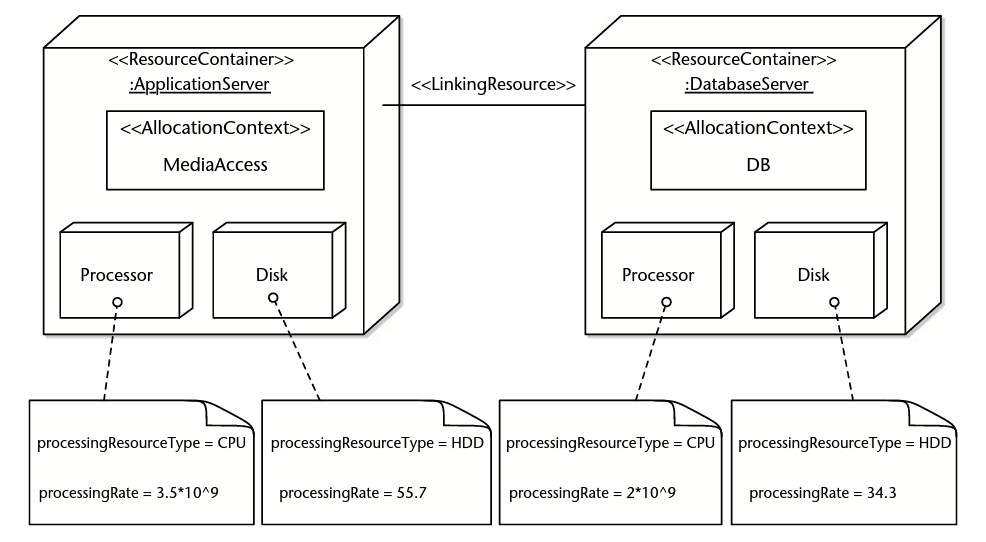 <<ResourceContainer>>
:ApplicationServer
<<AllocationContext>>
MediaAccess
Processor
Disk
<<LinkingResource>>
<<ResourceContainer>>
:DatabaseServer
<<AllocationContext>>
DB
Processor
Disk
processingResourceType = CPU
processingRate = 3.5*10^9
processingResourceType = HDD
processingRate = 55.7
processingResourceType = CPU
processingRate = 2*10^9
processingResourceType = HDD
processingRate = 34.3